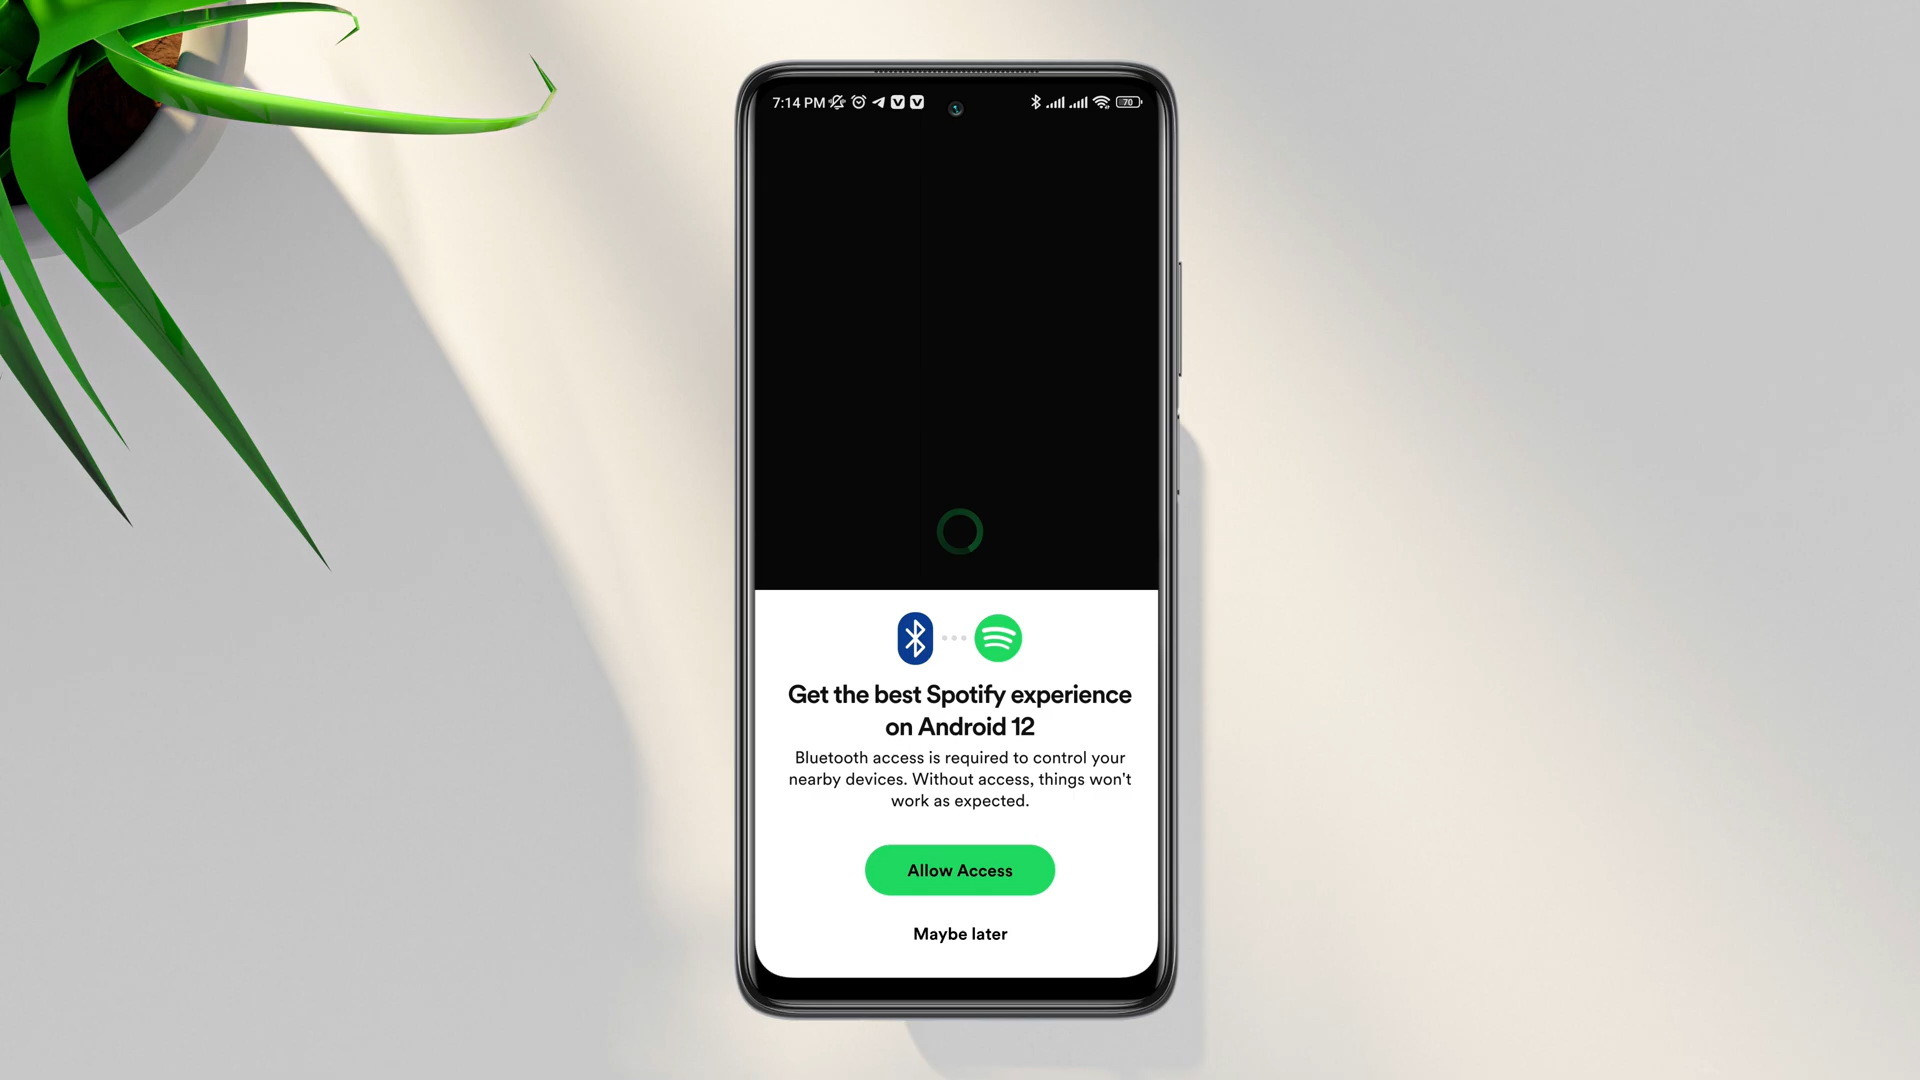 7:14 PM
70
Get the best Spotify experience
on Android 12
Bluetooth access is required to control your
nearby devices. Without access, things won't
work as expected.
Allow Access
Maybe later